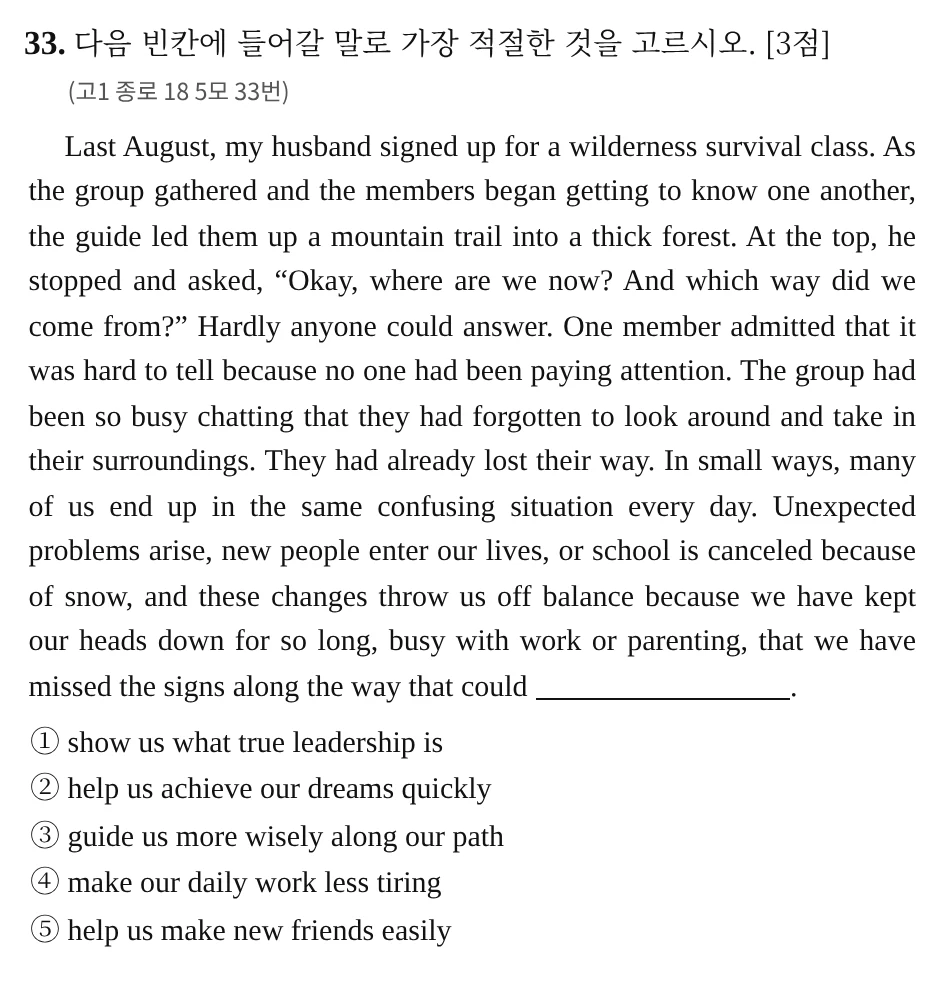 33. 다음 빈칸에 들어갈 말로 가장 적절한 것을 고르시오. [3점]
(고1 종로 18 5모 33번)
Last August, my husband signed up for a wilderness survival class. As
the group gathered and the members began getting to know one another,
the guide led them up a mountain trail into a thick forest. At the top, he
stopped and asked, “Okay, where are we now? And which way did we
come from?” Hardly anyone could answer. One member admitted that it
was hard to tell because no one had been paying attention. The group had
been so busy chatting that they had forgotten to look around and take in
their surroundings. They had already lost their way. In small ways, many
of us end up in the same confusing situation every day. Unexpected
problems arise, new people enter our lives, or school is canceled because
of snow, and these changes throw us off balance because we have kept
our heads down for so long, busy with work or parenting, that we have
missed the signs along the way that could ________________.
① show us what true leadership is
② help us achieve our dreams quickly
③ guide us more wisely along our path
④ make our daily work less tiring
⑤ help us make new friends easily